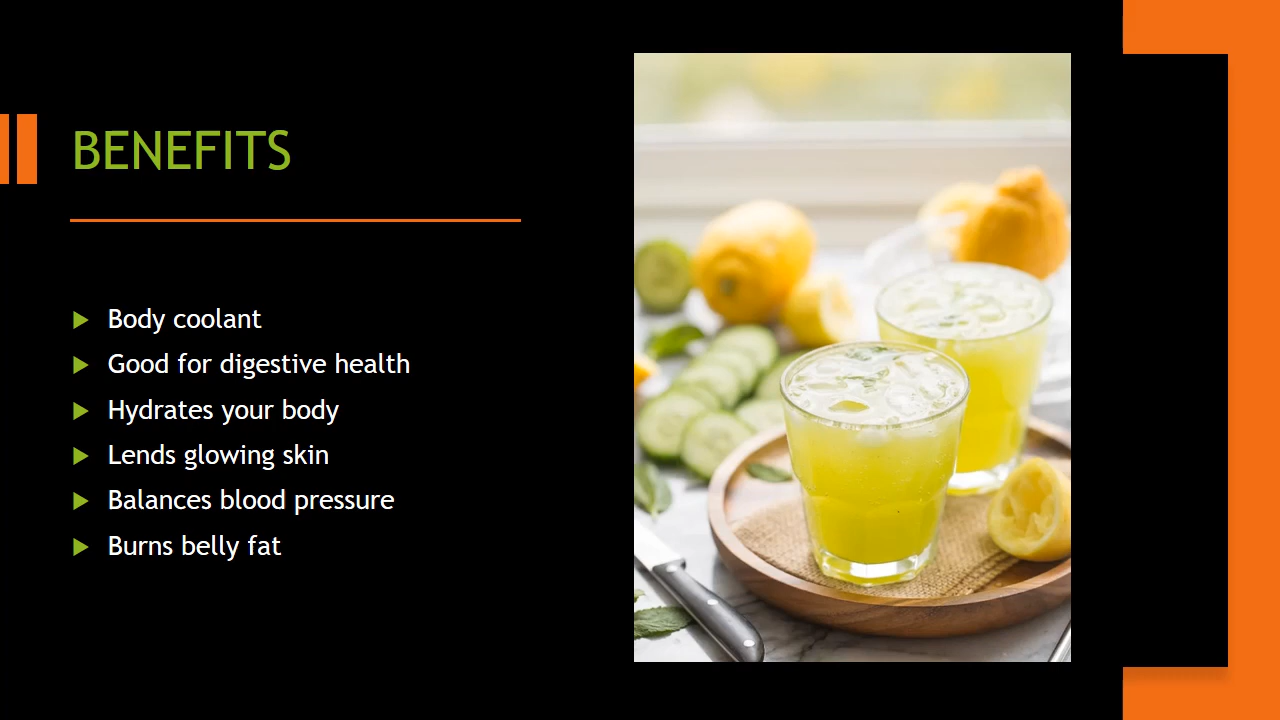 BENEFITS
Body coolant
Good for digestive health
Hydrates your body
Lends glowing skin
Balances blood pressure
Burns belly fat